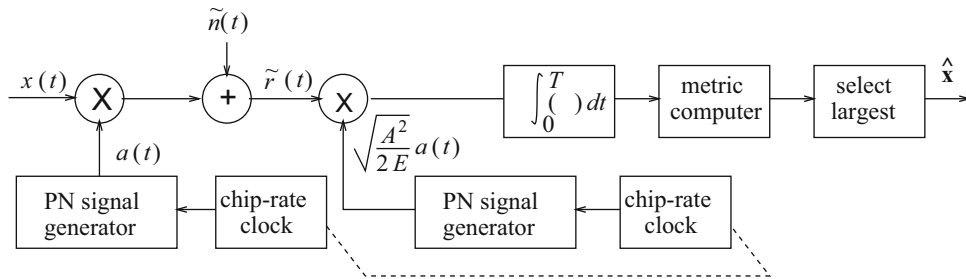 ñ(t)
x(t)
X
+
r̃(t)
X
∫₀ᵀ( )dt
metric
computer
select
largest
x̂
a(t)
√(A²/2E) a(t)
PN signal
generator
chip-rate
clock
PN signal
generator
chip-rate
clock